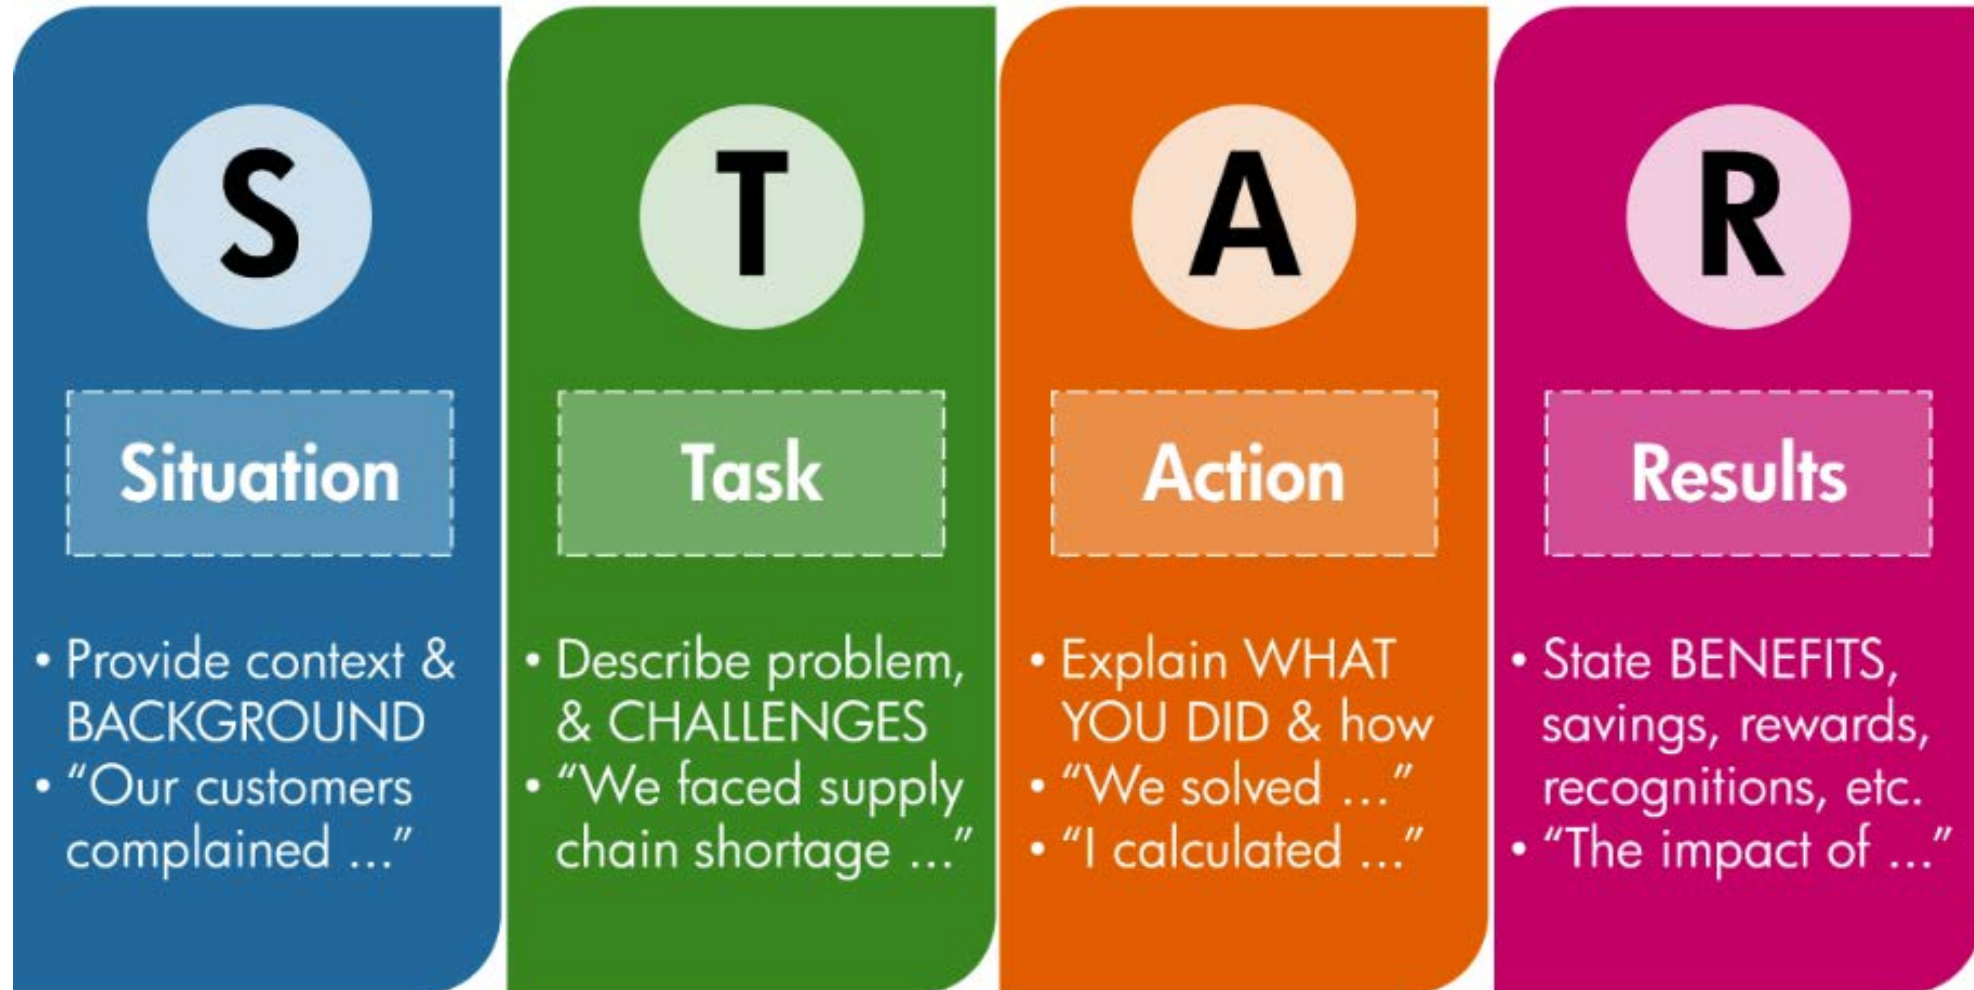 S
Situation
• Provide context &
BACKGROUND
• “Our customers
complained ...”
T
Task
• Describe problem,
& CHALLENGES
• “We faced supply
chain shortage ...”
A
Action
• Explain WHAT
YOU DID & how
• “We solved ...”
• “I calculated ...”
R
Results
• State BENEFITS,
savings, rewards,
recognitions, etc.
• “The impact of ...”